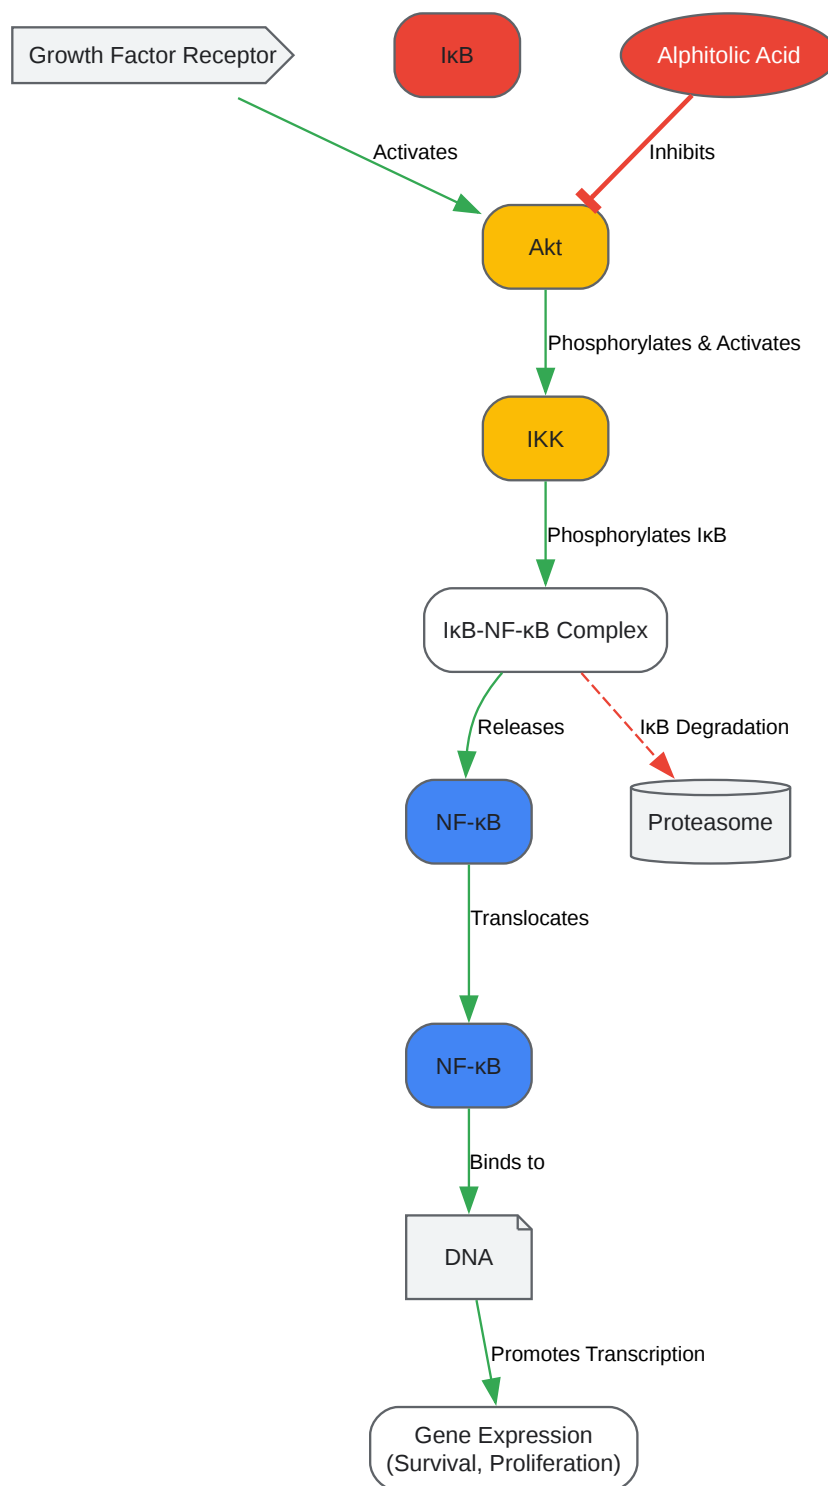 Growth Factor Receptor
IκB
Alphitolic Acid
Activates
Inhibits
Akt
Phosphorylates & Activates
IKK
Phosphorylates IκB
IκB-NF-κB Complex
Releases
IκB Degradation
NF-κB
Proteasome
Translocates
NF-κB
Binds to
DNA
Promotes Transcription
Gene Expression
(Survival, Proliferation)